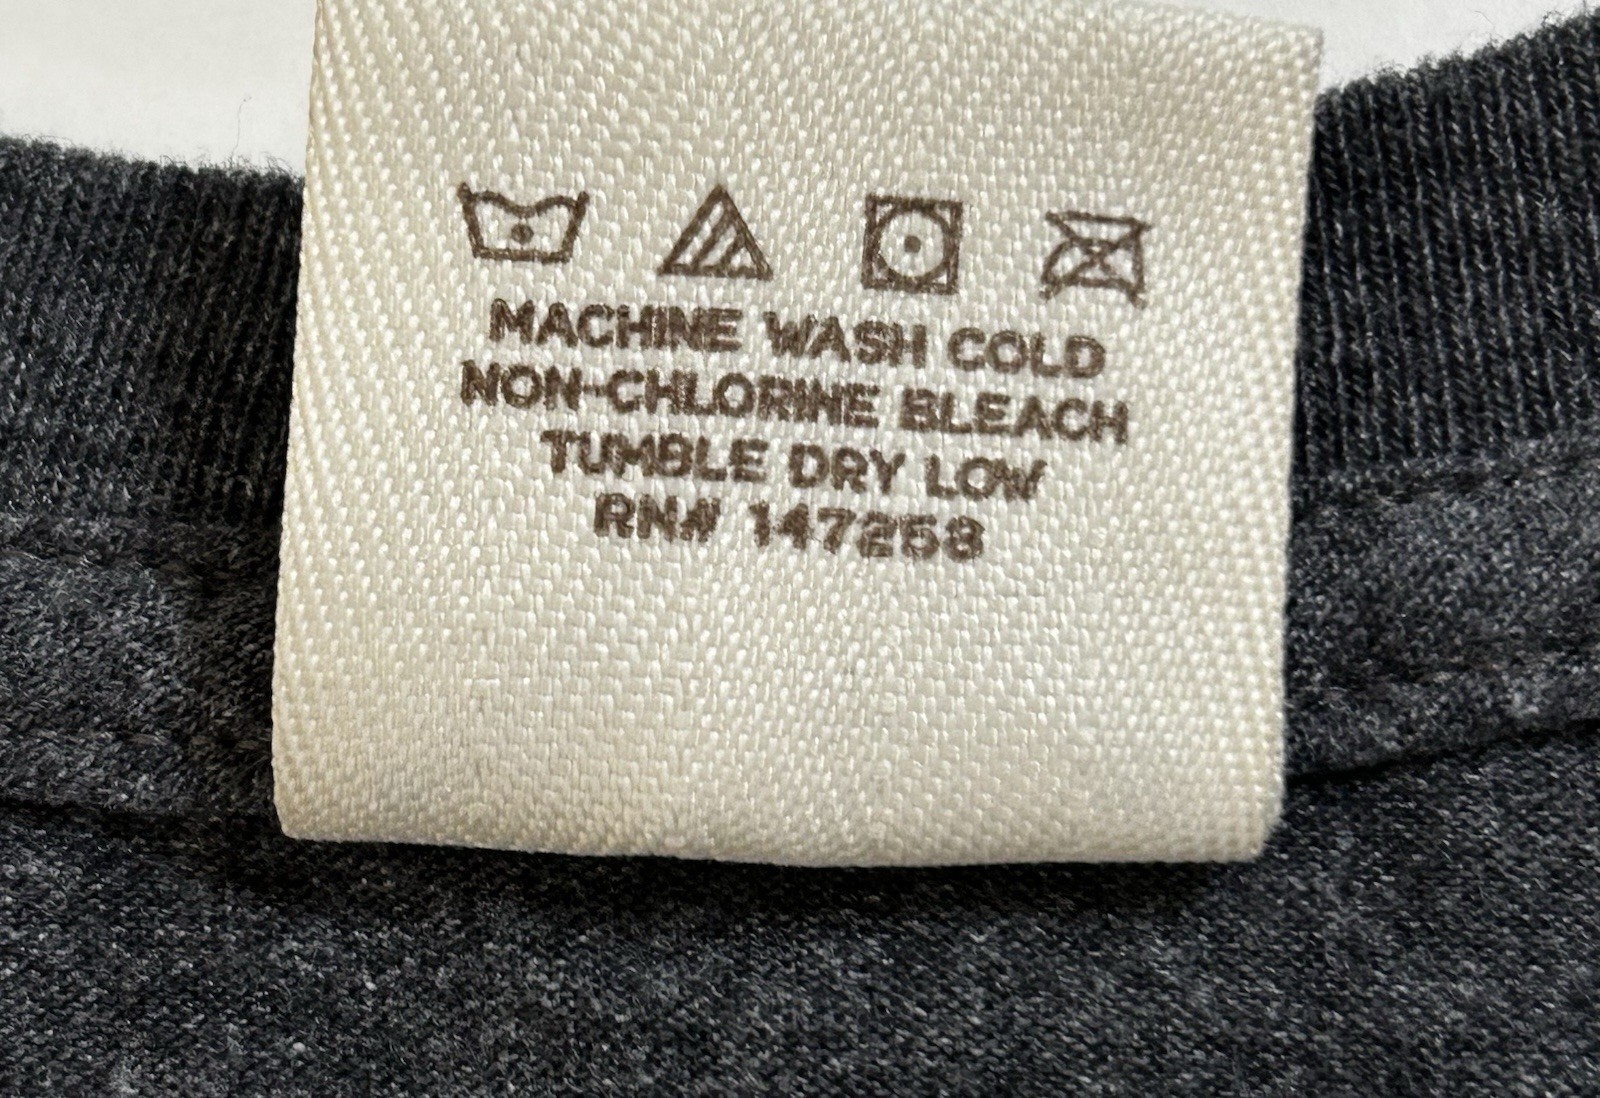 MACHINE WASH COLD
NON-CHLORINE BLEACH
TUMBLE DRY LOW
RN# 147258